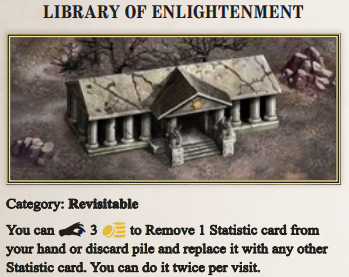 LIBRARY OF ENLIGHTENMENT
Category: Revisitable
You can 3 to Remove 1 Statistic card from
your hand or discard pile and replace it with any other
Statistic card. You can do it twice per visit.